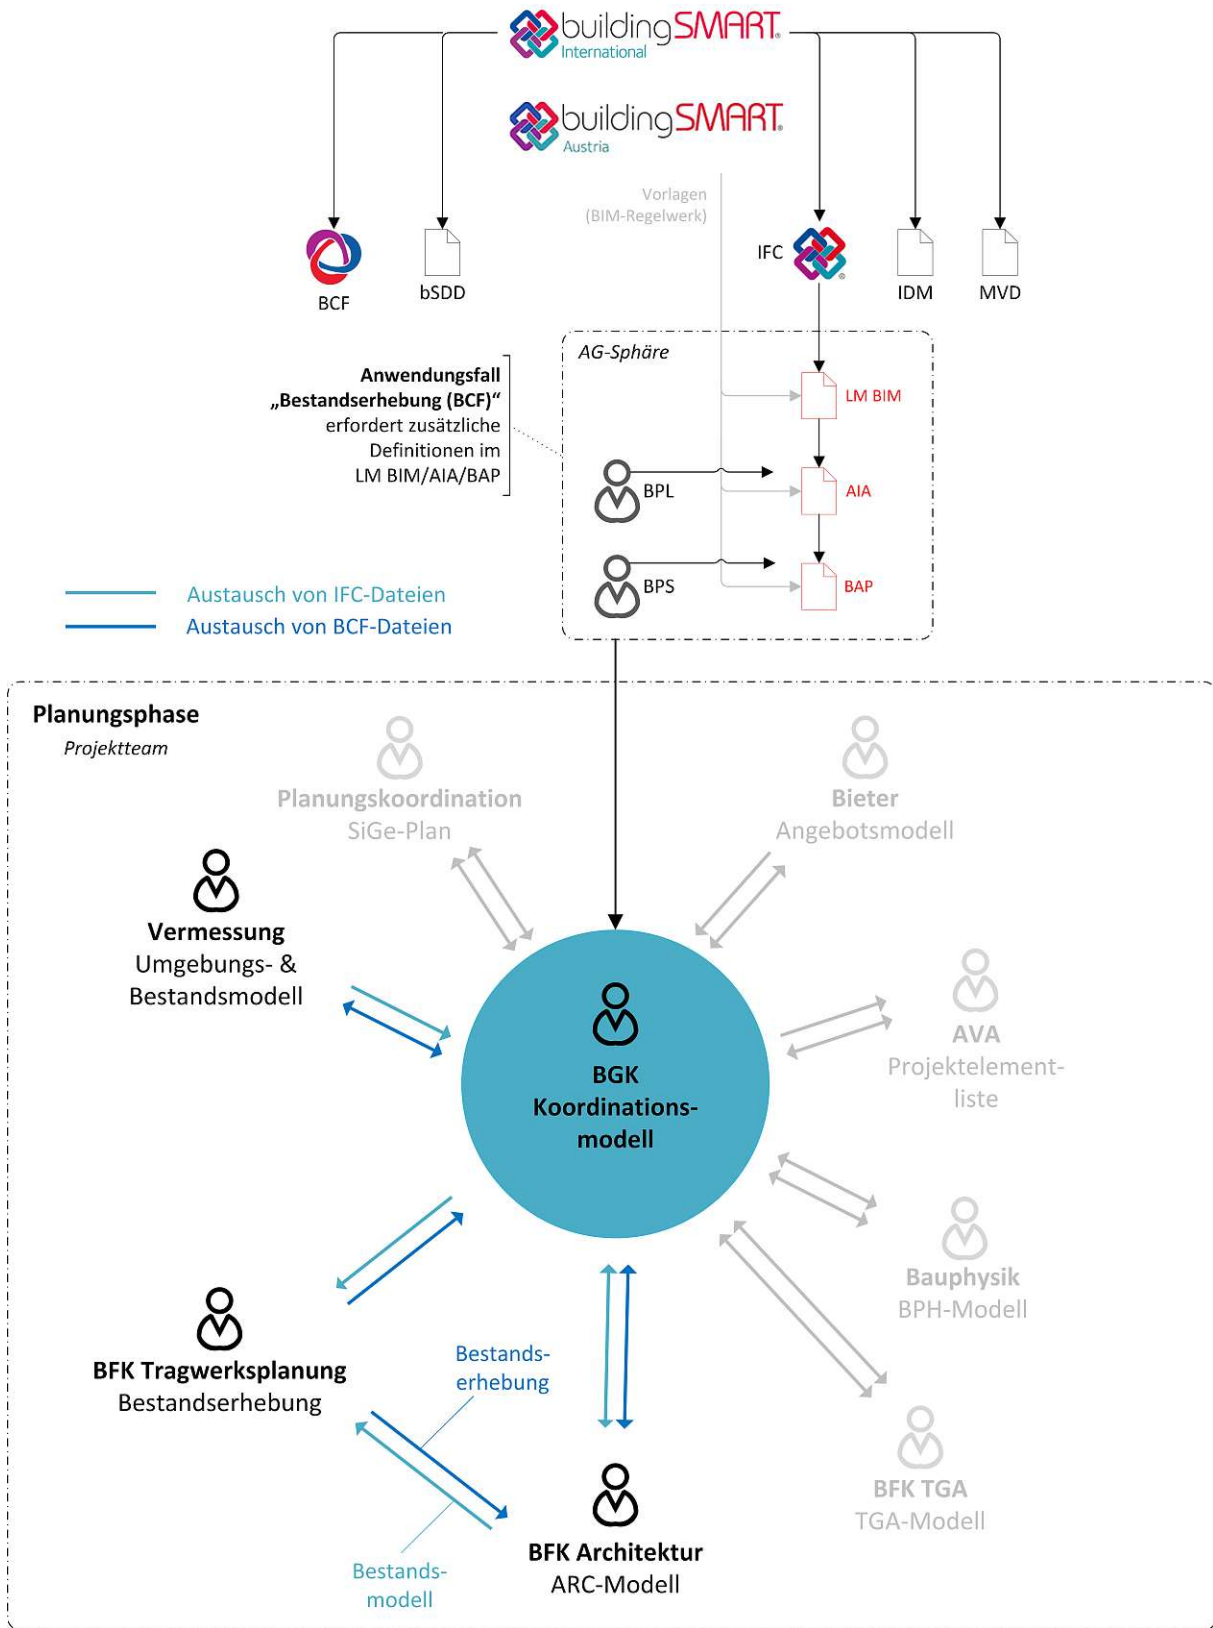 buildingSMART®
International
buildingSMART®
Austria
Vorlagen
(BIM-Regelwerk)
IFC
BCF
bSDD
IDM
MVD
AG-Sphäre
Anwendungsfall
„Bestandserhebung (BCF)“
erfordert zusätzliche
Definitionen im
LM BIM/AIA/BAP
LM BIM
BPL
AIA
BPS
BAP
Austausch von IFC-Dateien
Austausch von BCF-Dateien
Planungsphase
Projektteam
Planungskoordination
SiGe-Plan
Bieter
Angebotsmodell
Vermessung
Umgebungs- &
Bestandsmodell
AVA
Projektelement-
liste
BGK
Koordinations-
modell
Bauphysik
BPH-Modell
BFK Tragwerksplanung
Bestandserhebung
Bestands-
erhebung
BFK TGA
TGA-Modell
BFK Architektur
ARC-Modell
Bestands-
modell